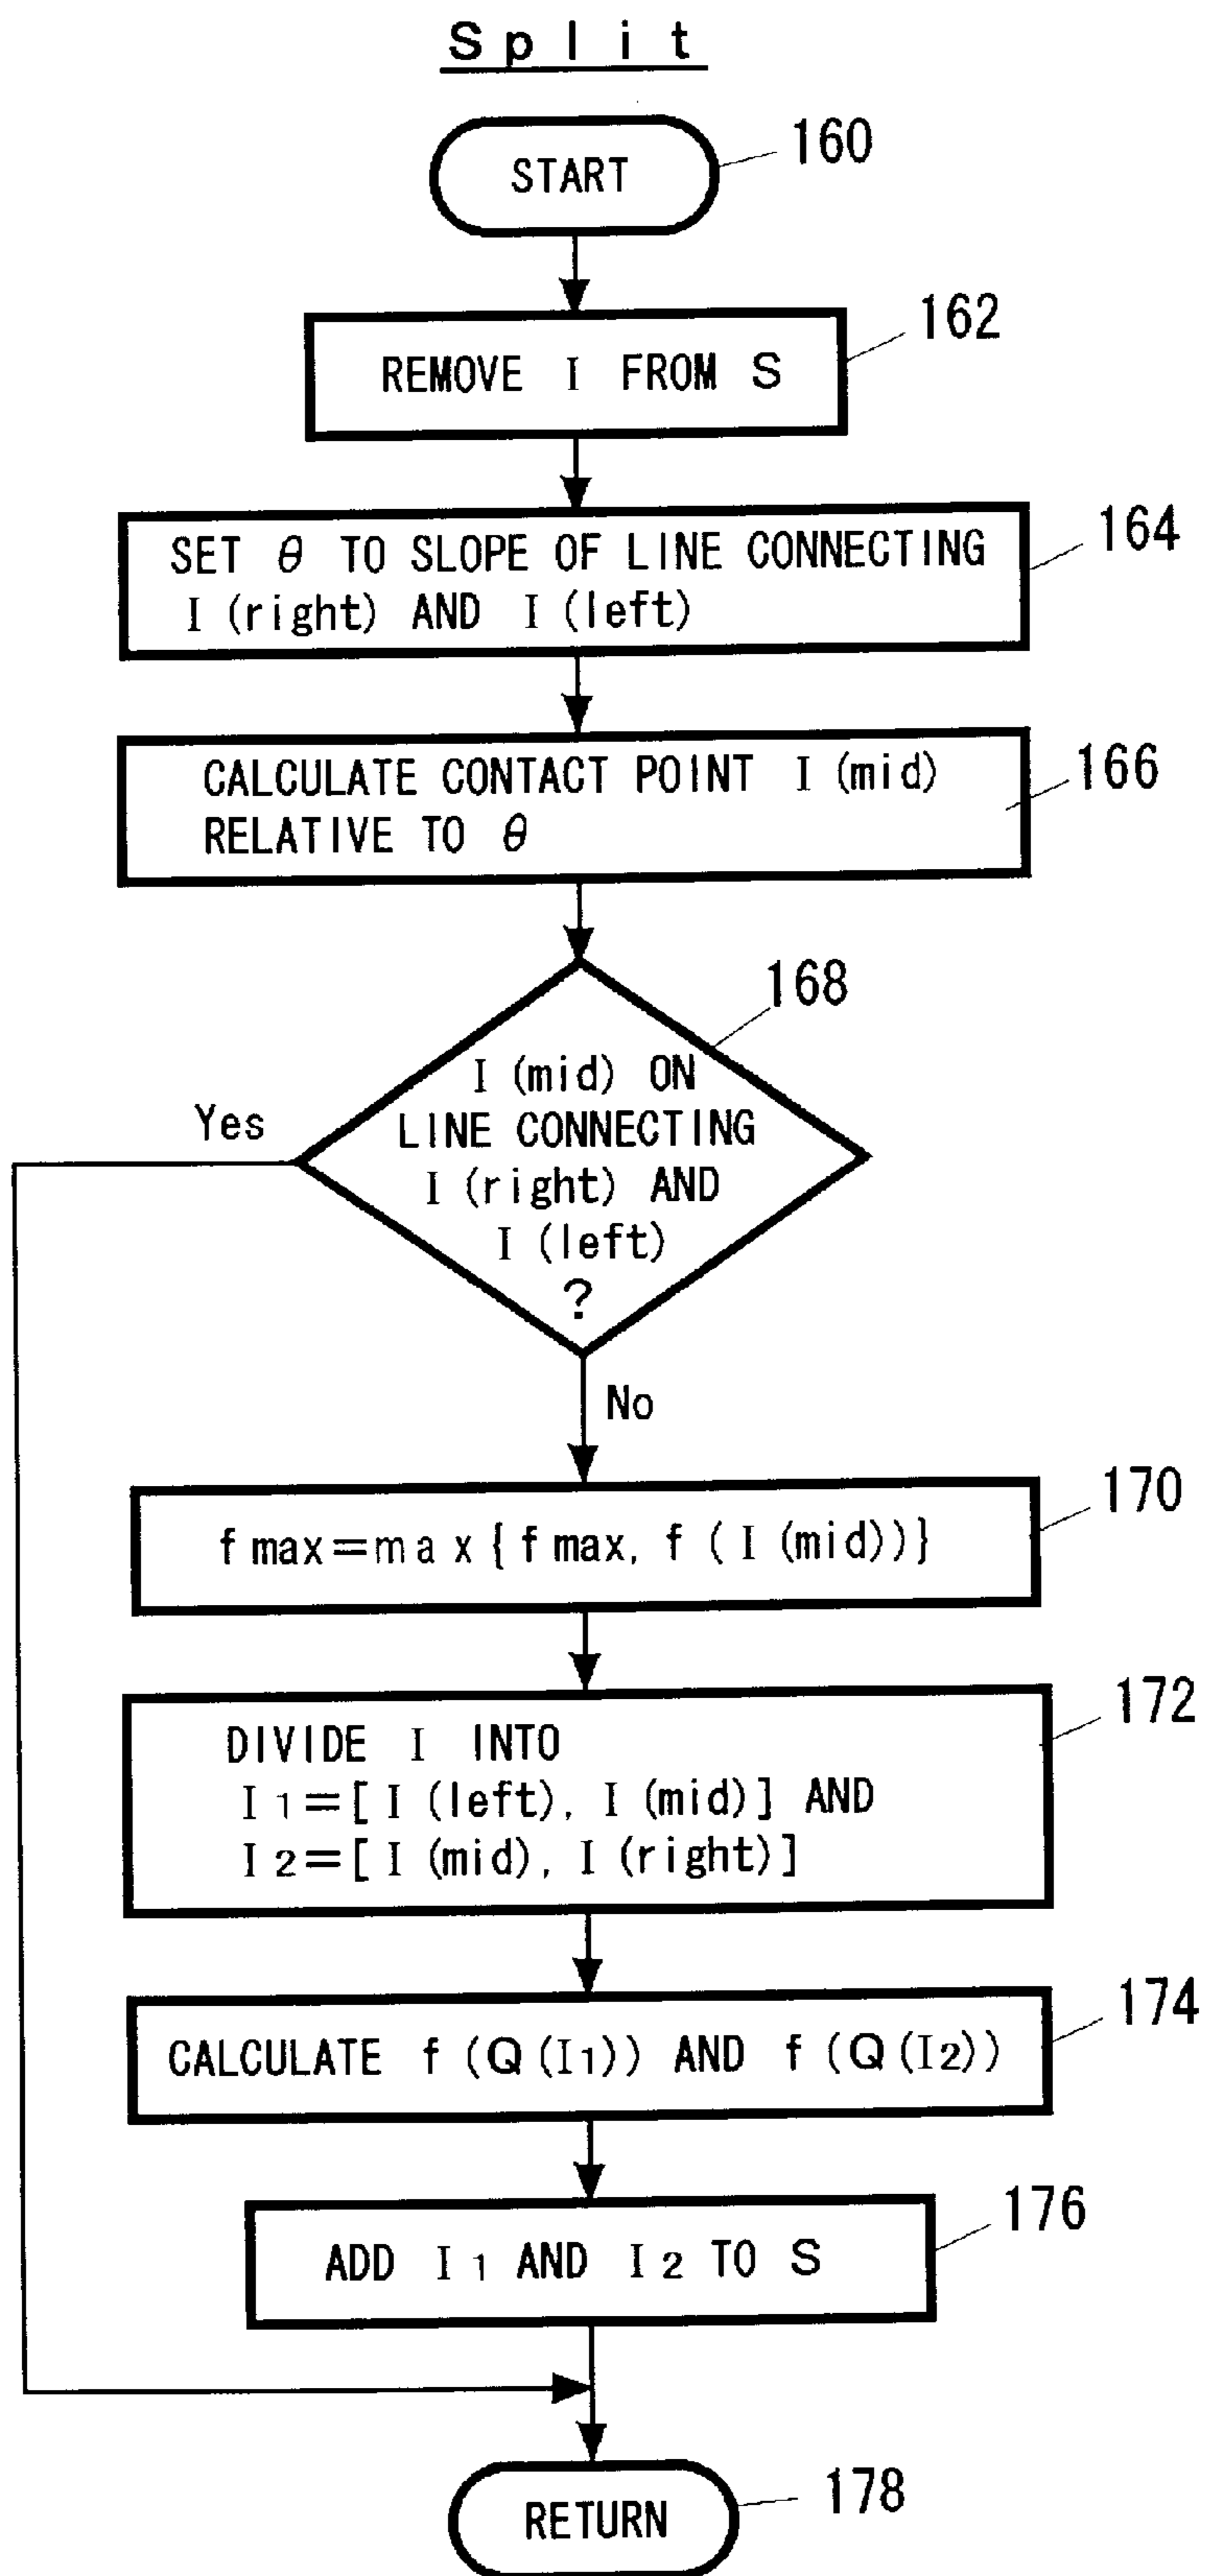 Split
START
160
REMOVE I FROM S
162
SET θ TO SLOPE OF LINE CONNECTING
I (right) AND I (left)
164
CALCULATE CONTACT POINT I (mid)
RELATIVE TO θ
166
168
I (mid) ON
LINE CONNECTING
I (right) AND
I (left)
?
Yes
No
fmax=max{fmax, f(I(mid))}
170
DIVIDE I INTO
I1=[I(left), I(mid)] AND
I2=[I(mid), I(right)]
172
CALCULATE f(Q(I1)) AND f(Q(I2))
174
ADD I1 AND I2 TO S
176
RETURN
178